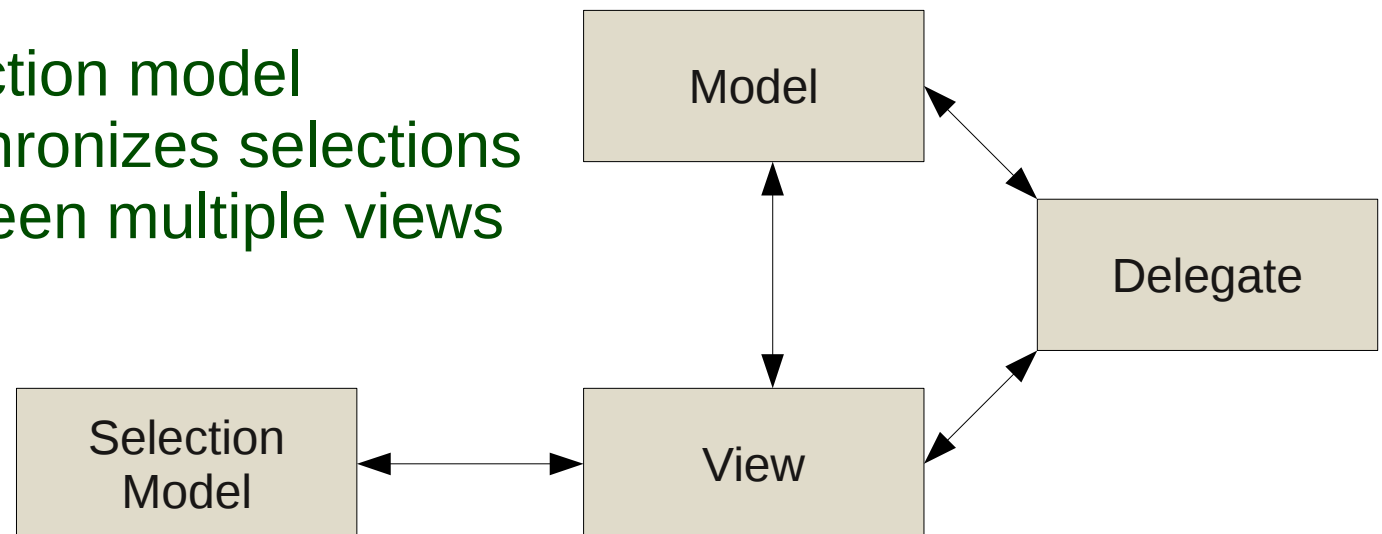 ction model
hronizes selections
een multiple views
Model
Delegate
Selection
Model
View